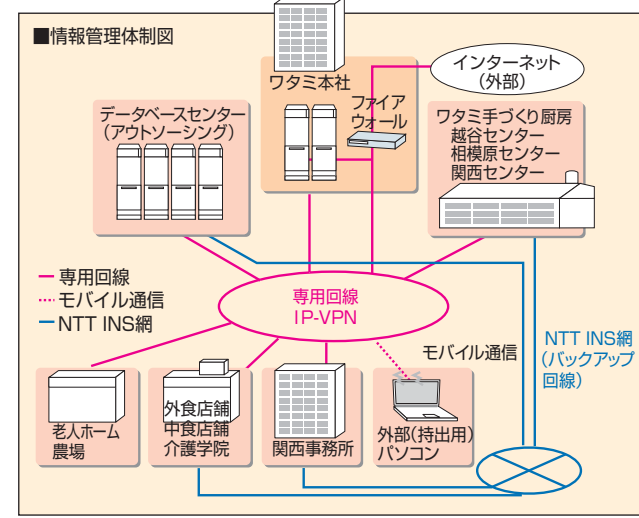 ■情報管理体制図
ワタミ本社
ファイア
ウォール
インターネット
(外部)
データベースセンター
(アウトソーシング)
ワタミ手づくり厨房
越谷センター
相模原センター
関西センター
専用回線
モバイル通信
NTT INS網
専用回線
IP-VPN
モバイル通信
NTT INS網
(バックアップ
回線)
老人ホーム
農場
外食店舗
中食店舗
介護学院
関西事務所
外部(持出用)
パソコン